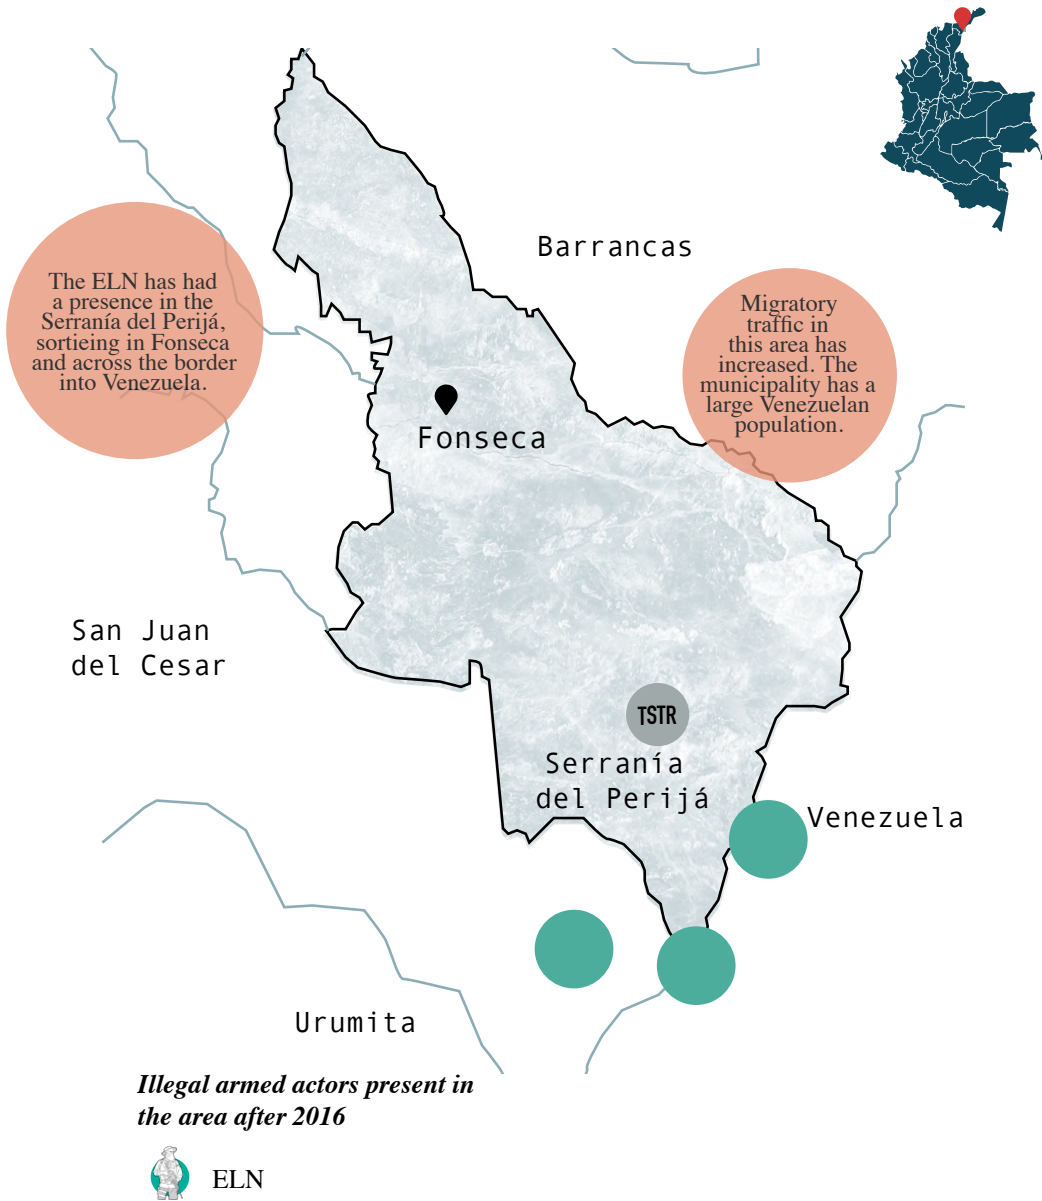 Barrancas
The ELN has had
a presence in the
Serranía del Perijá,
sortieing in Fonseca
and across the border
into Venezuela.
Migratory
traffic in
this area has
increased. The
municipality has a
large Venezuelan
population.
Fonseca
San Juan
del Cesar
TSTR
Serranía
del Perijá
Venezuela
Urumita
Illegal armed actors present in
the area after 2016
ELN